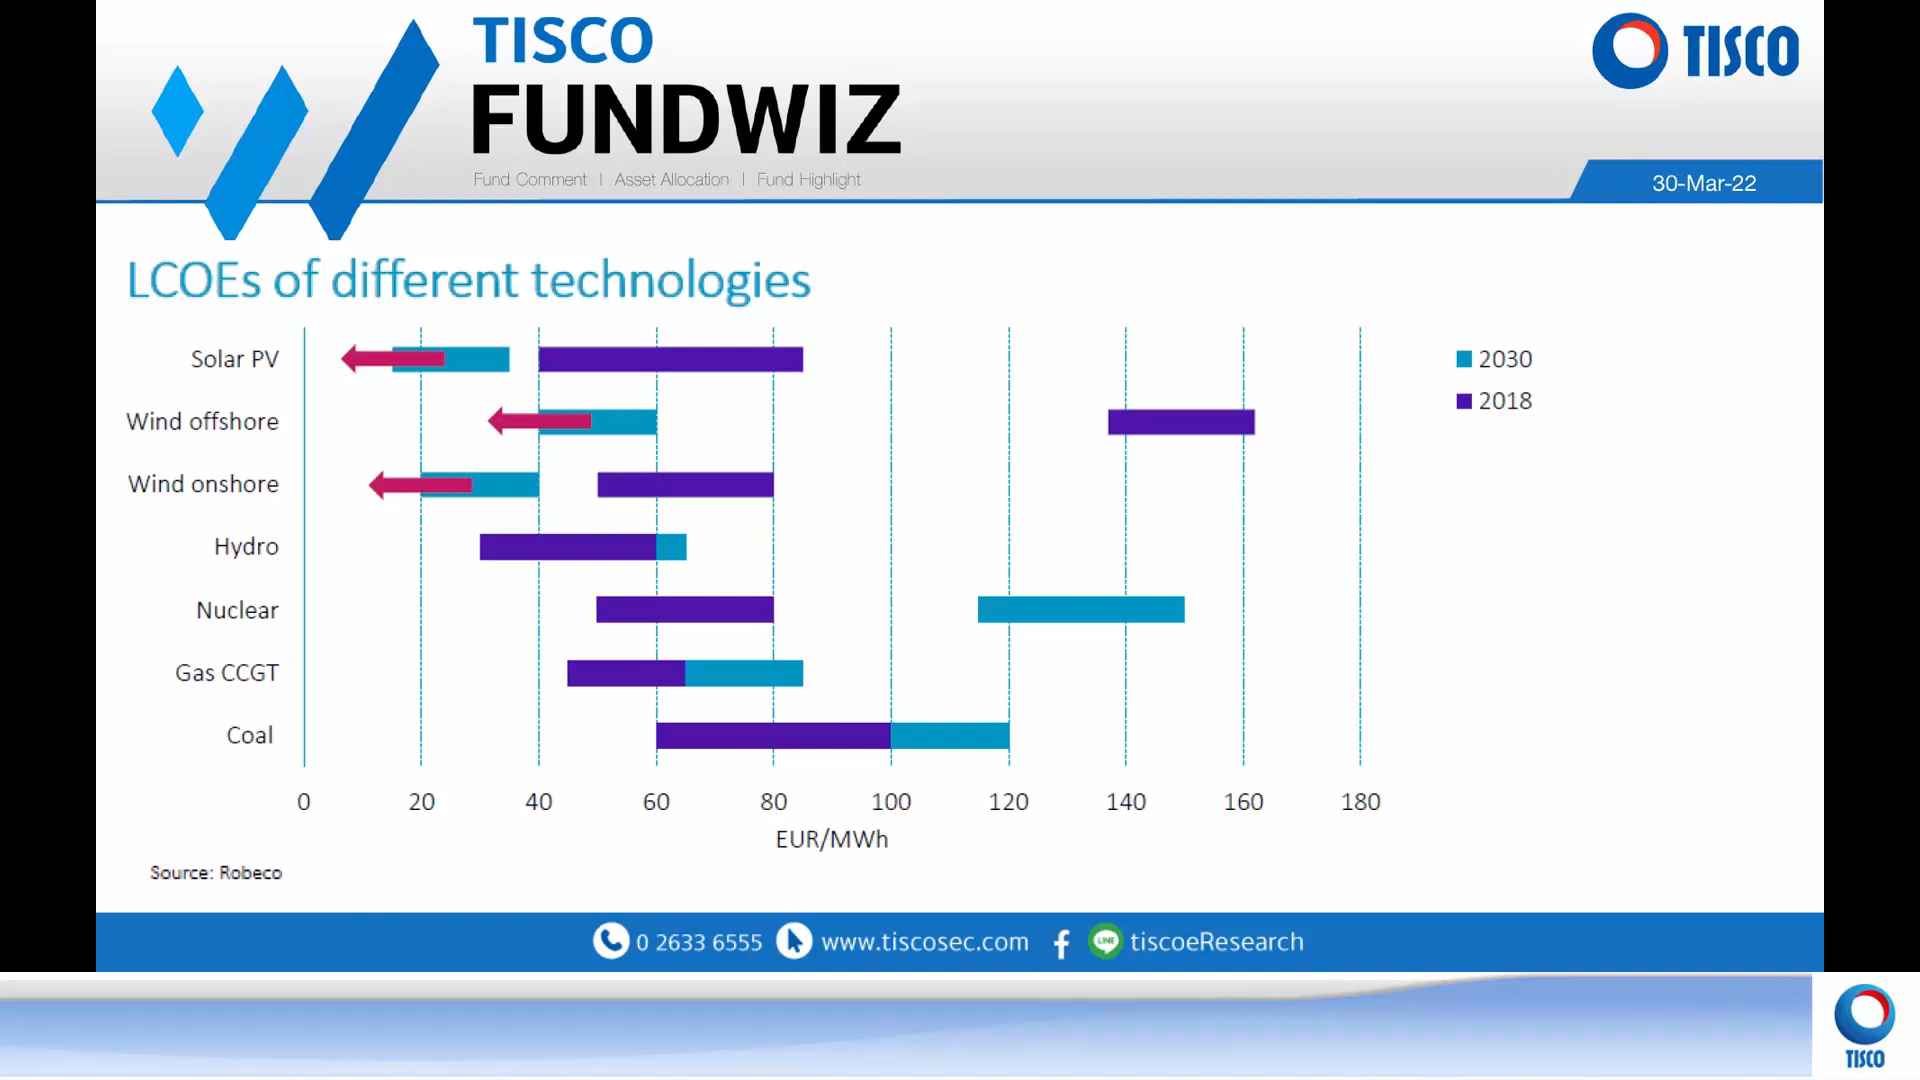 TISCO
FUNDWIZ
Fund Comment | Asset Allocation | Fund Highlight
TISCO
30-Mar-22
LCOEs of different technologies
Solar PV
Wind offshore
Wind onshore
Hydro
Nuclear
Gas CCGT
Coal
2030
2018
0 20 40 60 80 100 120 140 160 180
EUR/MWh
Source: Robeco
0 2633 6555 www.tiscosec.com f LINE tiscoeResearch
TISCO